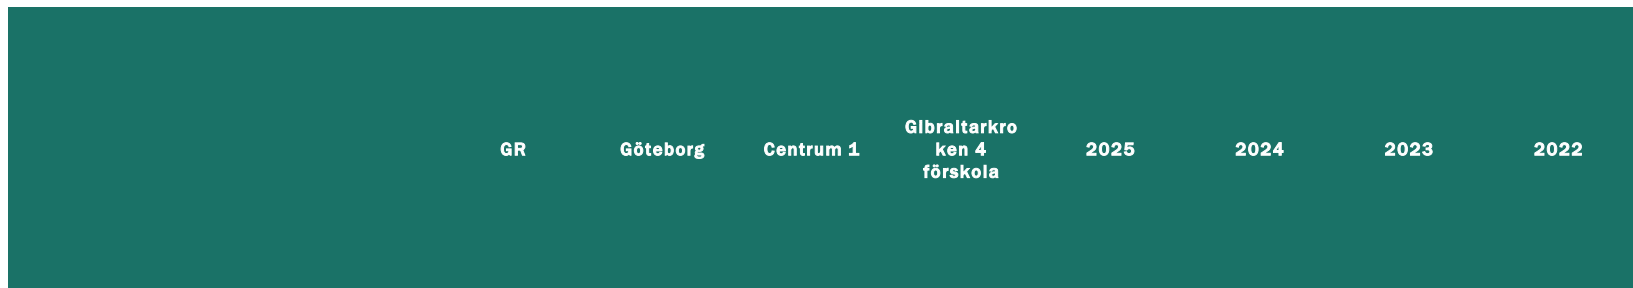 GR
Göteborg
Centrum 1
Gibraltarkro
ken 4
förskola
2025
2024
2023
2022